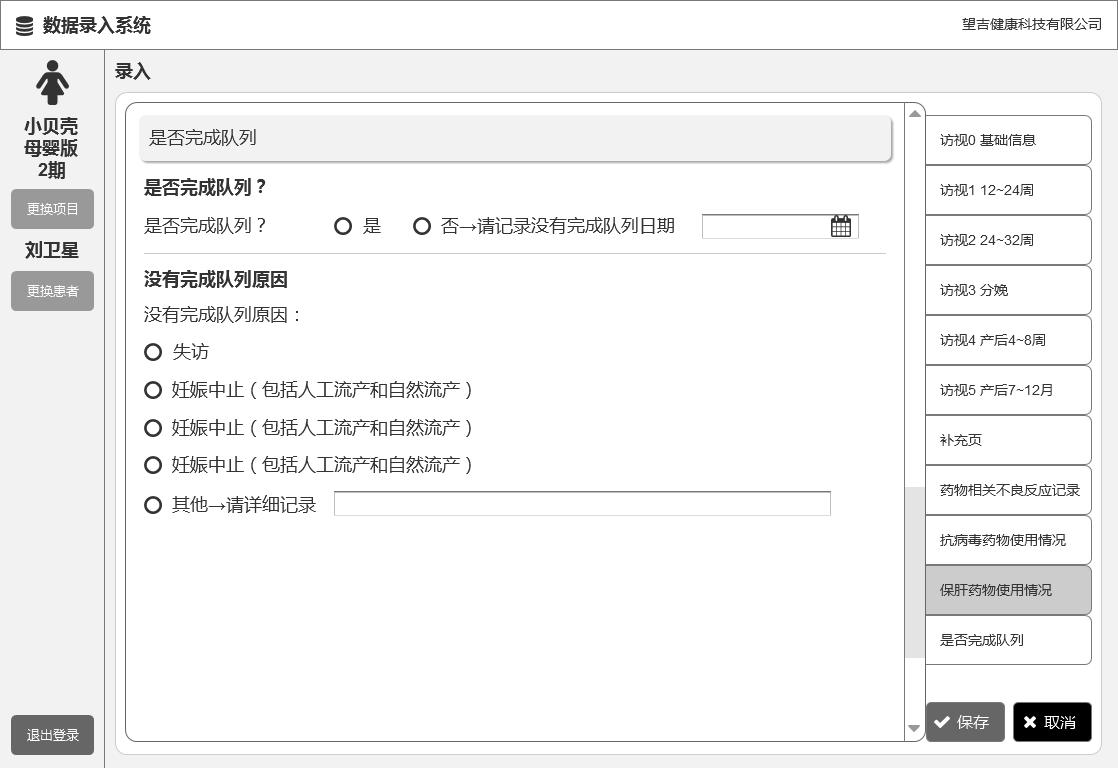 数据录入系统
望吉健康科技有限公司
小贝壳
母婴版
2期
更换项目
刘卫星
更换患者
退出登录
录入
是否完成队列
是否完成队列？
是否完成队列？ 是 否→请记录没有完成队列日期
没有完成队列原因
没有完成队列原因：
失访
妊娠中止（包括人工流产和自然流产）
妊娠中止（包括人工流产和自然流产）
妊娠中止（包括人工流产和自然流产）
其他→请详细记录
访视0 基础信息
访视1 12~24周
访视2 24~32周
访视3 分娩
访视4 产后4~8周
访视5 产后7~12月
补充页
药物相关不良反应记录
抗病毒药物使用情况
保肝药物使用情况
是否完成队列
保存
取消